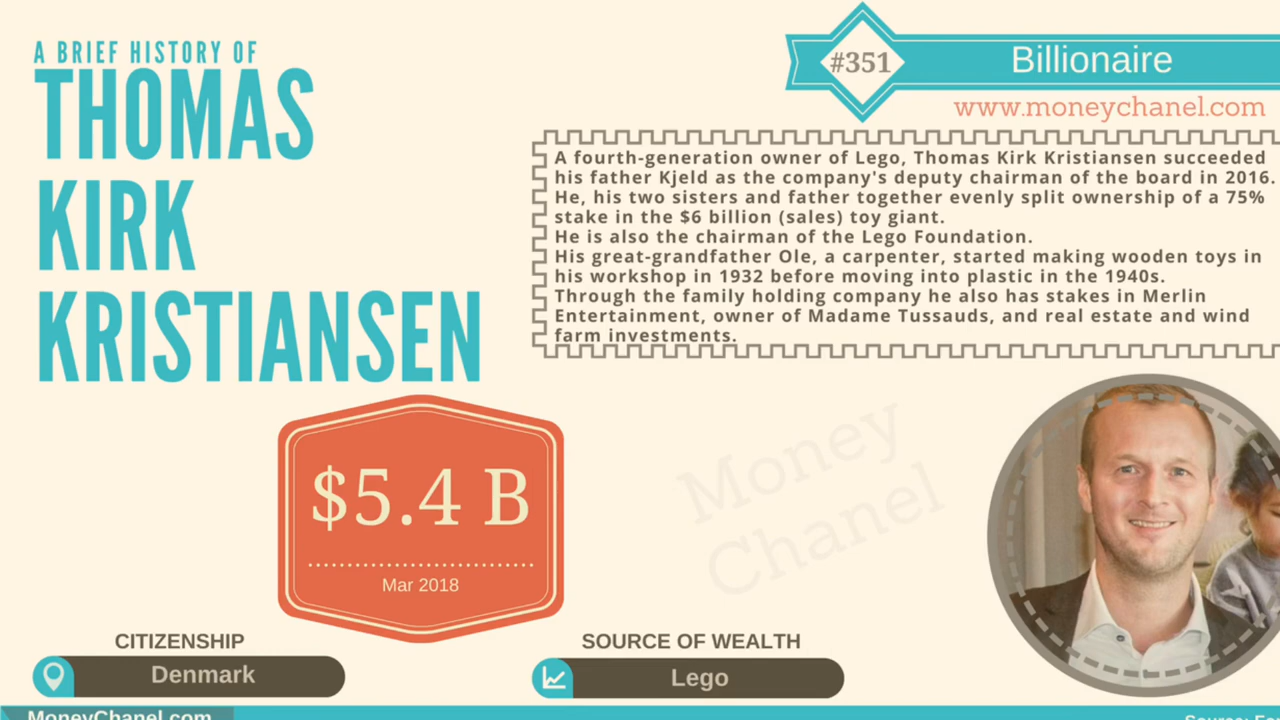 A BRIEF HISTORY OF
THOMAS
KIRK
KRISTIANSEN
#351
Billionaire
www.moneychanel.com
A fourth-generation owner of Lego, Thomas Kirk Kristiansen succeeded
his father Kjeld as the company's deputy chairman of the board in 2016.
He, his two sisters and father together evenly split ownership of a 75%
stake in the $6 billion (sales) toy giant.
He is also the chairman of the Lego Foundation.
His great-grandfather Ole, a carpenter, started making wooden toys in
his workshop in 1932 before moving into plastic in the 1940s.
Through the family holding company he also has stakes in Merlin
Entertainment, owner of Madame Tussauds, and real estate and wind
farm investments.
$5.4 B
Mar 2018
Money
Chanel
CITIZENSHIP
Denmark
SOURCE OF WEALTH
Lego
MoneyChanel.com
Source: